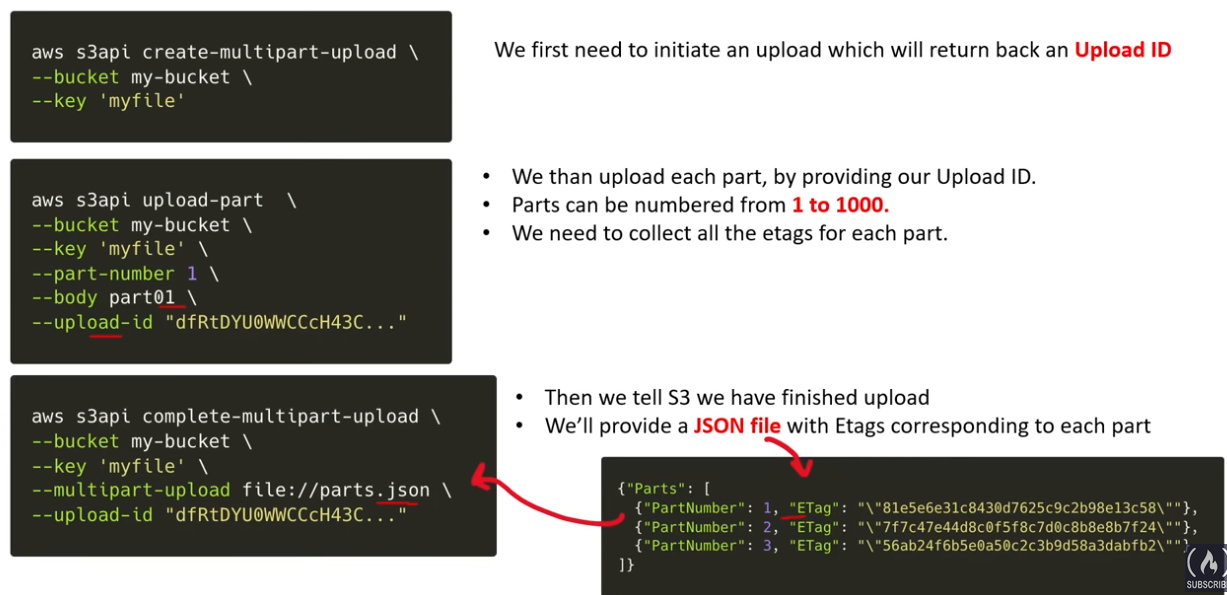 aws s3api create-multipart-upload \
--bucket my-bucket \
--key 'myfile'
We first need to initiate an upload which will return back an Upload ID
aws s3api upload-part \
--bucket my-bucket \
--key 'myfile' \
--part-number 1 \
--body part01 \
--upload-id "dfRtDYU0WWCCcH43C..."
• We than upload each part, by providing our Upload ID.
• Parts can be numbered from 1 to 1000.
• We need to collect all the etags for each part.
aws s3api complete-multipart-upload \
--bucket my-bucket \
--key 'myfile' \
--multipart-upload file://parts.json \
--upload-id "dfRtDYU0WWCCcH43C..."
• Then we tell S3 we have finished upload
• We’ll provide a JSON file with Etags corresponding to each part
{"Parts": [
{"PartNumber": 1, "ETag": "\"81e5e6e31c8430d7625c9c2b98e13c58\""},
{"PartNumber": 2, "ETag": "\"7f7c47e44d8c0f5f8c7d0c8b8e8b7f24\""},
{"PartNumber": 3, "ETag": "\"56ab24f6b5e0a50c2c3b9d58a3dabfb2\""}
]}
SUBSCRIB